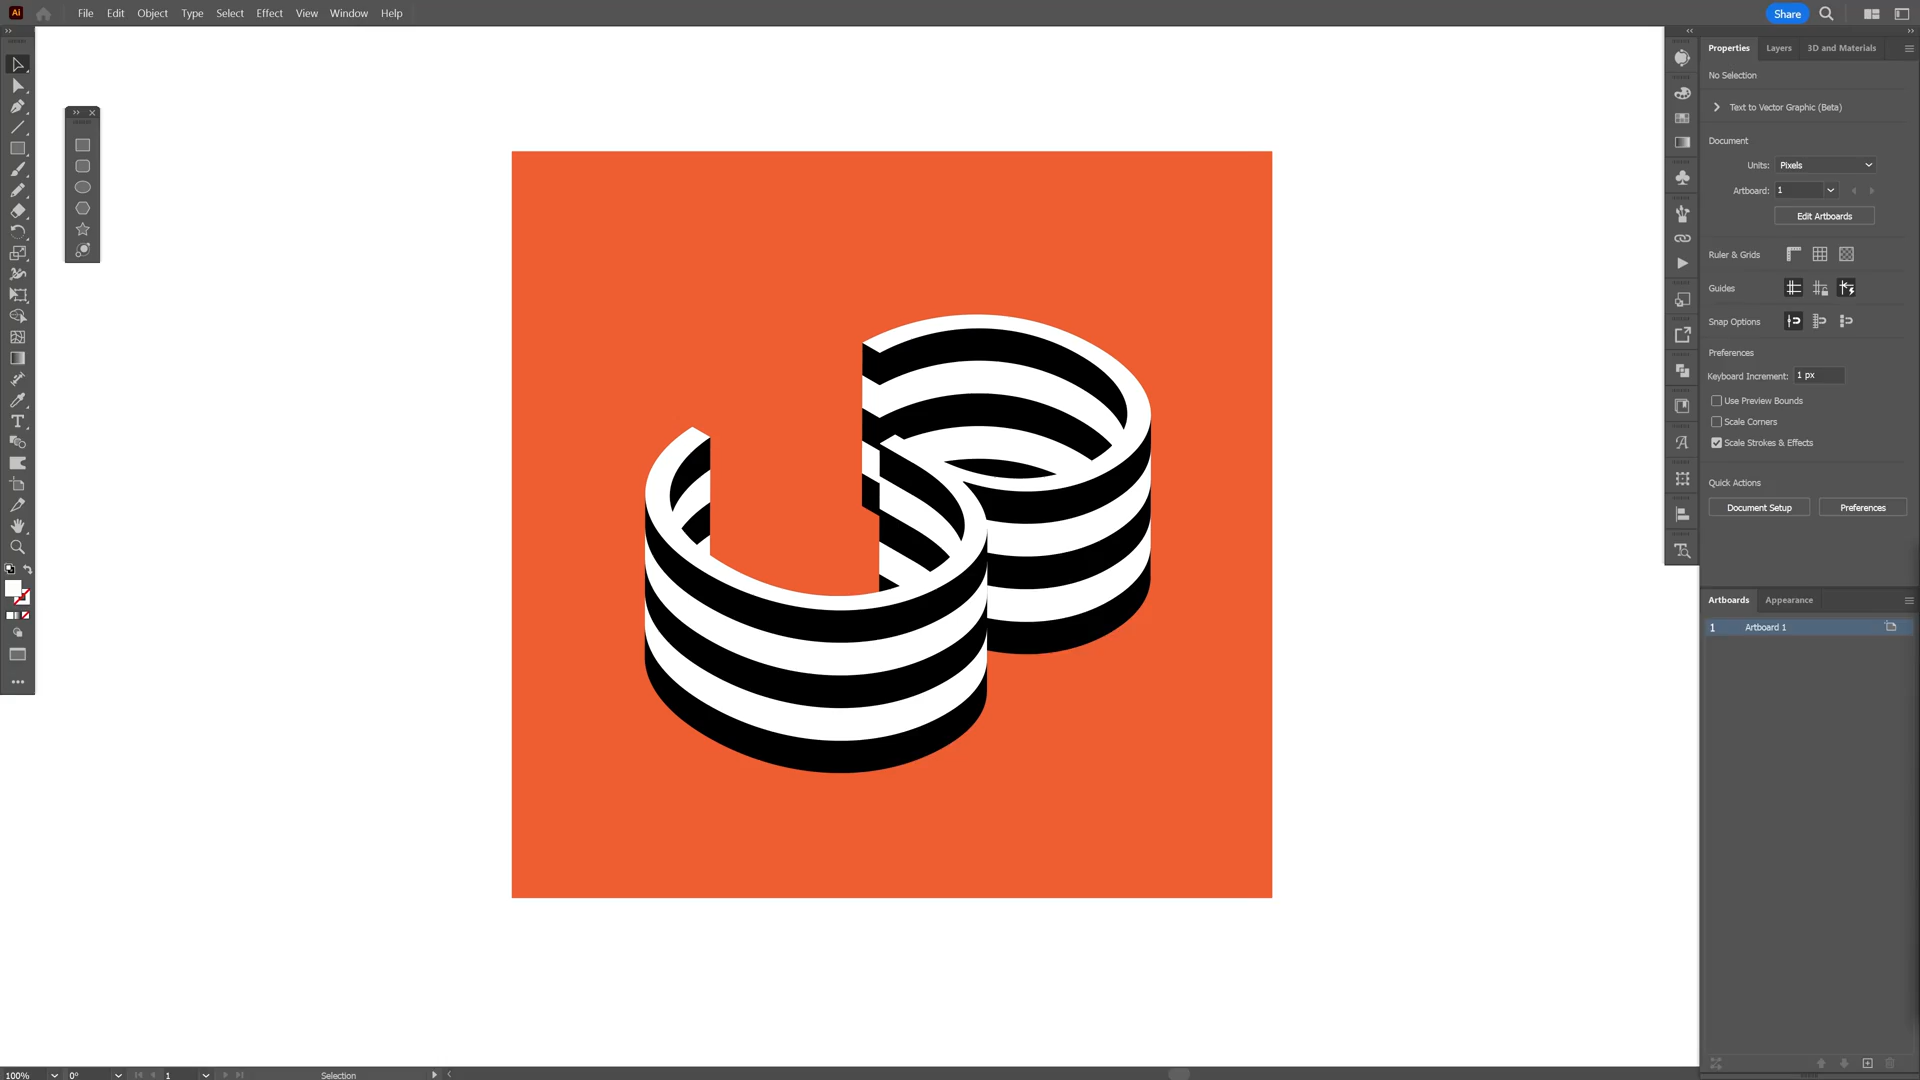 Ai File Edit Object Type Select Effect View Window Help Share
Properties Layers 3D and Materials
No Selection
Text to Vector Graphic (Beta)
Document
Units: Pixels
Artboard: 1
Edit Artboards
Ruler & Grids
Guides
Snap Options
Preferences
Keyboard Increment: 1 px
Use Preview Bounds
Scale Corners
Scale Strokes & Effects
Quick Actions
Document Setup Preferences
Artboards Appearance
1 Artboard 1
100% 0° 1 Selection